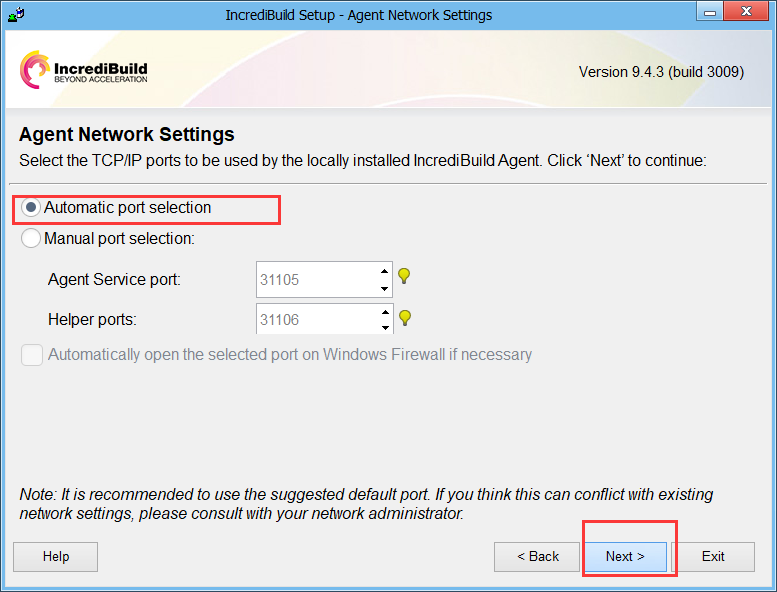 IncrediBuild Setup - Agent Network Settings
IncrediBuild
BEYOND ACCELERATION
Version 9.4.3 (build 3009)
Agent Network Settings
Select the TCP/IP ports to be used by the locally installed IncrediBuild Agent. Click ‘Next’ to continue:
Automatic port selection
Manual port selection:
Agent Service port: 31105
Helper ports: 31106
Automatically open the selected port on Windows Firewall if necessary
Note: It is recommended to use the suggested default port. If you think this can conflict with existing
network settings, please consult with your network administrator.
Help < Back Next > Exit